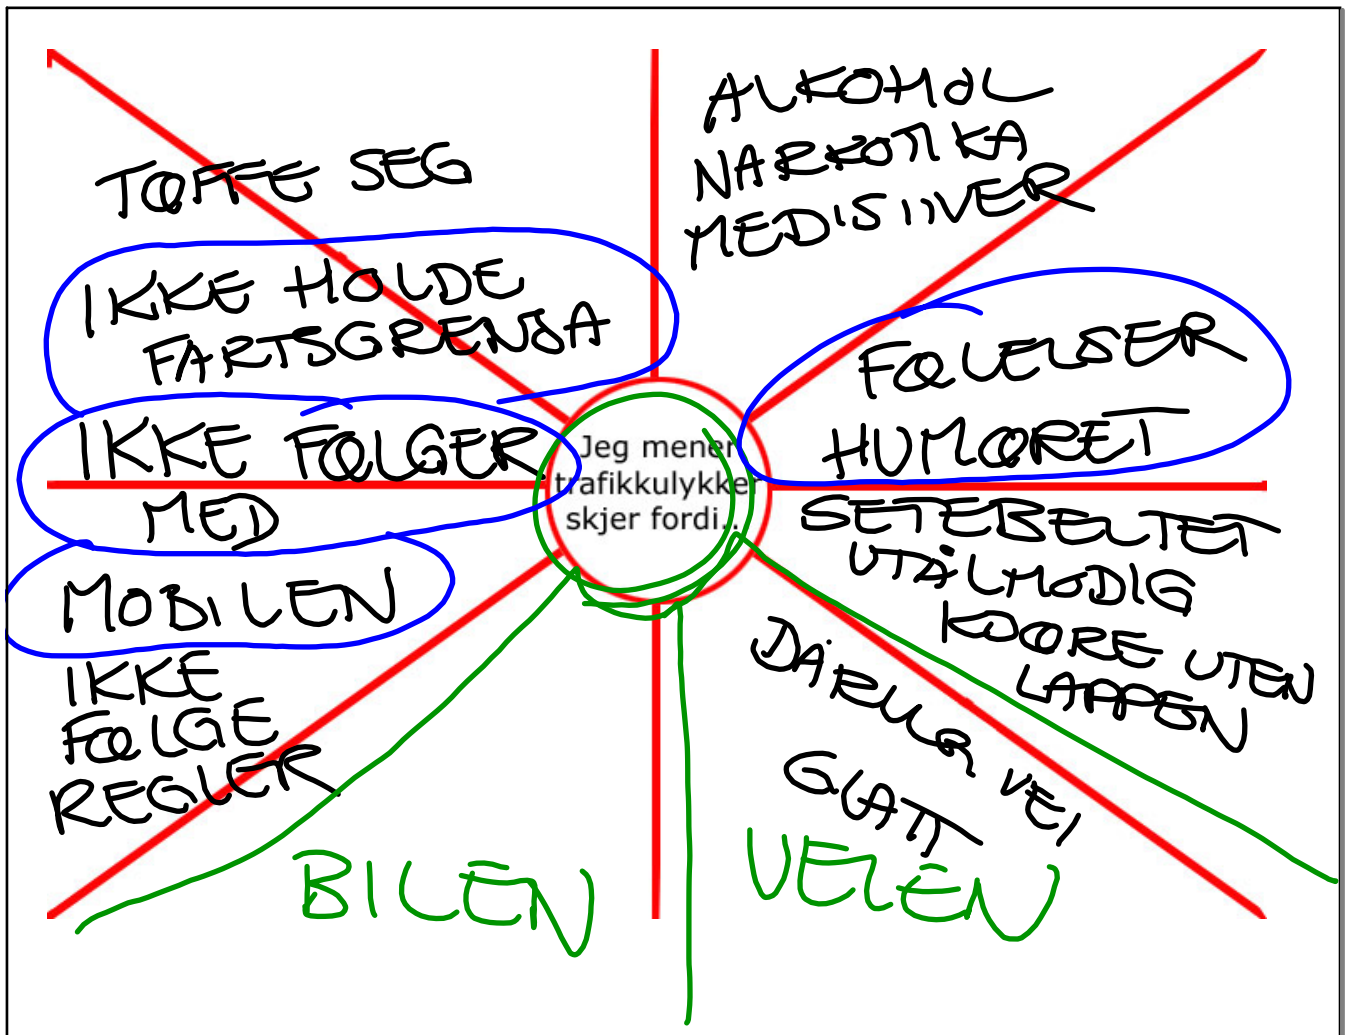 TØFFE SEG
IKKE HOLDE
FARTSGRENSA
IKKE FØLGER
MED
MOBILEN
IKKE
FØLGE
REGLER
ALKOHOL
NARKOTIKA
MEDISINER
FØLELSER
HUMØRET
Jeg mener
trafikkulykker
skjer fordi..
SETEBELTET
UTÅLMODIG
KJØRE UTEN
LAPPEN
DÅRLIG VEI
GLATT
BILEN
VEIEN